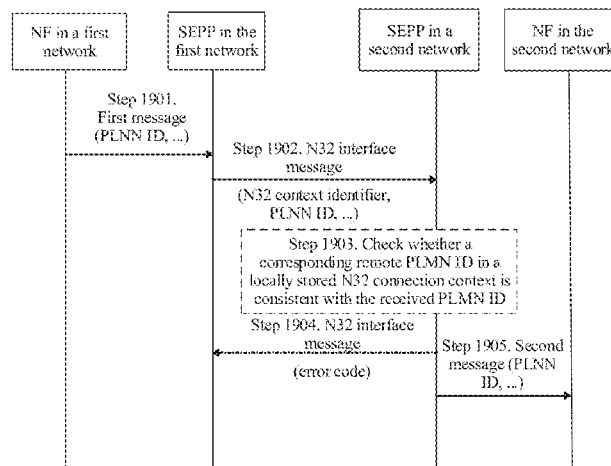 NF in a first
network
SEPP in the
first network
SEPP in a
second network
NF in the
second network
Step 1901.
First message
(PLNN ID, ...)
Step 1902. N32 interface
message
(N32 context identifier,
PLNN ID, ...)
Step 1903. Check whether a
corresponding remote PLMN ID in a
locally stored N32 connection context is
consistent with the received PLMN ID
Step 1904. N32 interface
message
(error code)
Step 1905. Second
message (PLNN
ID, ...)